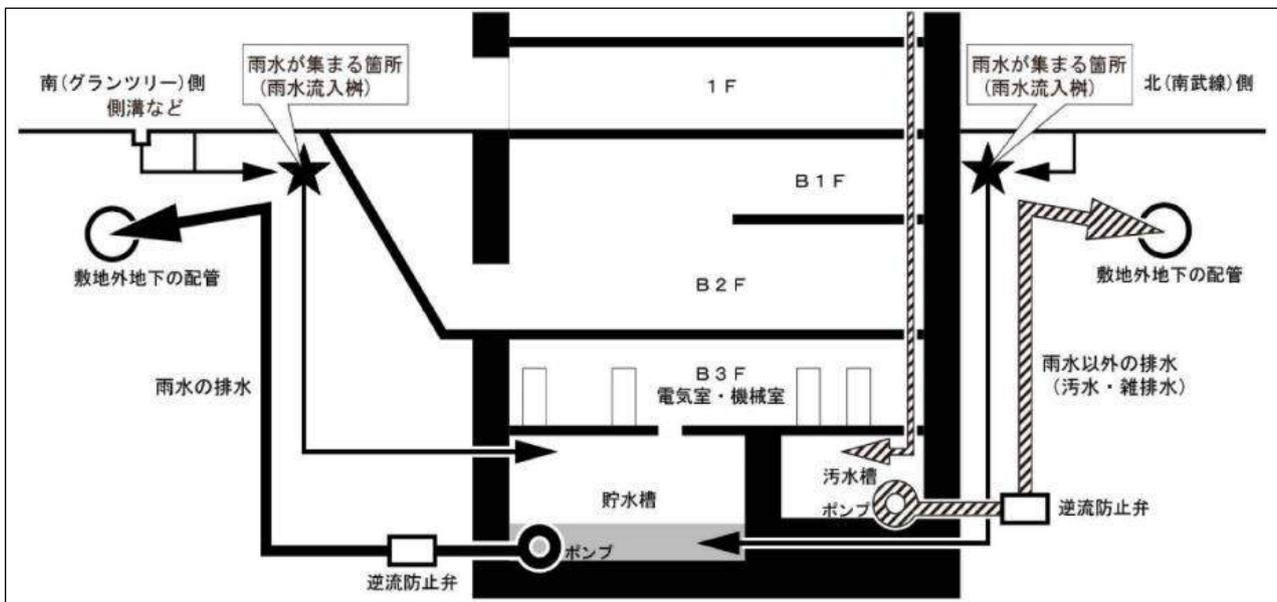 南(グランツリー)側
側溝など
雨水が集まる箇所
(雨水流入桝)
1F
雨水が集まる箇所
(雨水流入桝)
北(南武線)側
B1F
敷地外地下の配管
敷地外地下の配管
B2F
雨水の排水
B3F
電気室・機械室
雨水以外の排水
(汚水・雑排水)
汚水槽
貯水槽
ポンプ
逆流防止弁
ポンプ
逆流防止弁